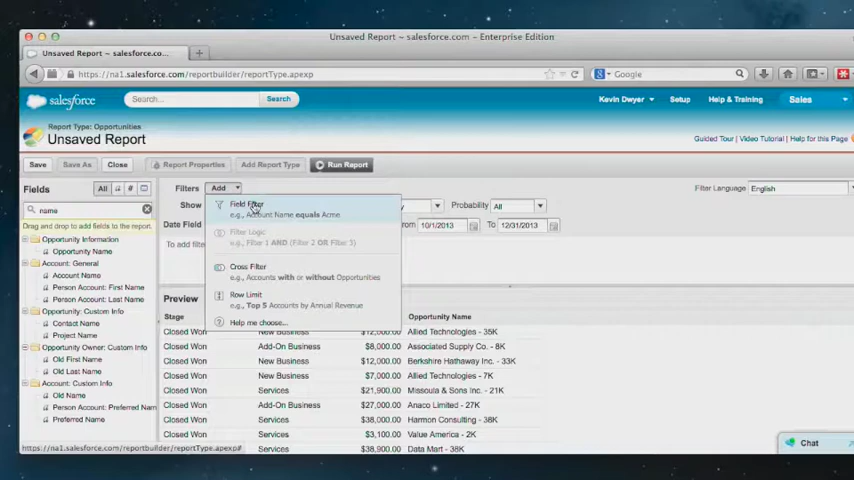 Unsaved Report ~ salesforce.com ~ Enterprise Edition
Unsaved Report ~ salesforce.co...
https://na1.salesforce.com/reportbuilder/reportType.apexp
Google
salesforce
Search...
Search
Kevin Dwyer
Setup
Help & Training
Sales
Report Type: Opportunities
Unsaved Report
Guided Tour | Video Tutorial | Help for this Page
Save
Save As
Close
Report Properties
Add Report Type
Run Report
Fields
All
#
Filters
Add
Filter Language
English
name
Show
Probability
All
Drag and drop to add fields to the report.
Date Field
From
10/1/2013
To
12/31/2013
To add filter
Field Filter
e.g., Account Name equals Acme
Filter Logic
e.g., Filter 1 AND (Filter 2 OR Filter 3)
Cross Filter
e.g., Accounts with or without Opportunities
Row Limit
e.g., Top 5 Accounts by Annual Revenue
Help me choose...
Opportunity Information
Opportunity Name
Account: General
Account Name
Person Account: First Name
Person Account: Last Name
Opportunity: Custom Info
Contact Name
Project Name
Opportunity Owner: Custom Info
Old First Name
Old Last Name
Account: Custom Info
Old Name
Person Account: Preferred Nam
Preferred Name
Preview
Stage
Opportunity Name
Closed Won New Business $12,000.00 Allied Technologies - 35K
Closed Won Add-On Business $8,000.00 Associated Supply Co. - 8K
Closed Won New Business $12,000.00 Berkshire Hathaway Inc. - 33K
Closed Won New Business $7,000.00 Allied Technologies - 7K
Closed Won Services $21,900.00 Missoula & Sons Inc. - 21K
Closed Won Add-On Business $27,000.00 Anaco Limited - 27K
Closed Won Services $38,000.00 Harmon Consulting - 38K
Closed Won Services $3,100.00 Value America - 2K
Closed Won Services $38,000.00 Data Mart - 38K
https://na1.salesforce.com/reportbuilder/reportType.apexp#
Chat